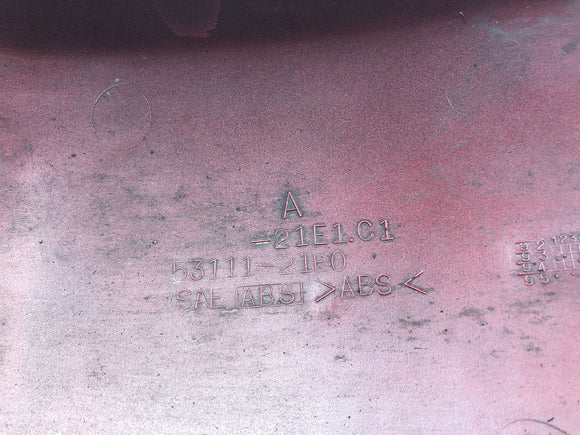 A
-21E1.C1
53111-21E0
SAE [ABS] >ABS<